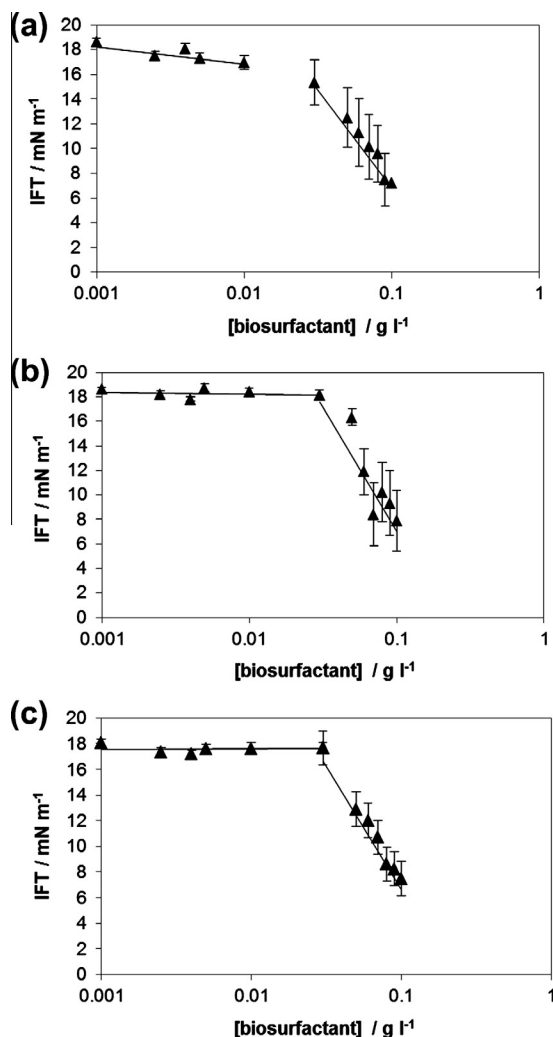 (a)
20
18
16
14
12
10
8
6
4
2
0
IFT / mN m⁻¹
0.001 0.01 0.1 1
[biosurfactant] / g l⁻¹
(b)
20
18
16
14
12
10
8
6
4
2
0
IFT / mN m⁻¹
0.001 0.01 0.1 1
[biosurfactant] / g l⁻¹
(c)
20
18
16
14
12
10
8
6
4
2
0
IFT / mN m⁻¹
0.001 0.01 0.1 1
[biosurfactant] / g l⁻¹